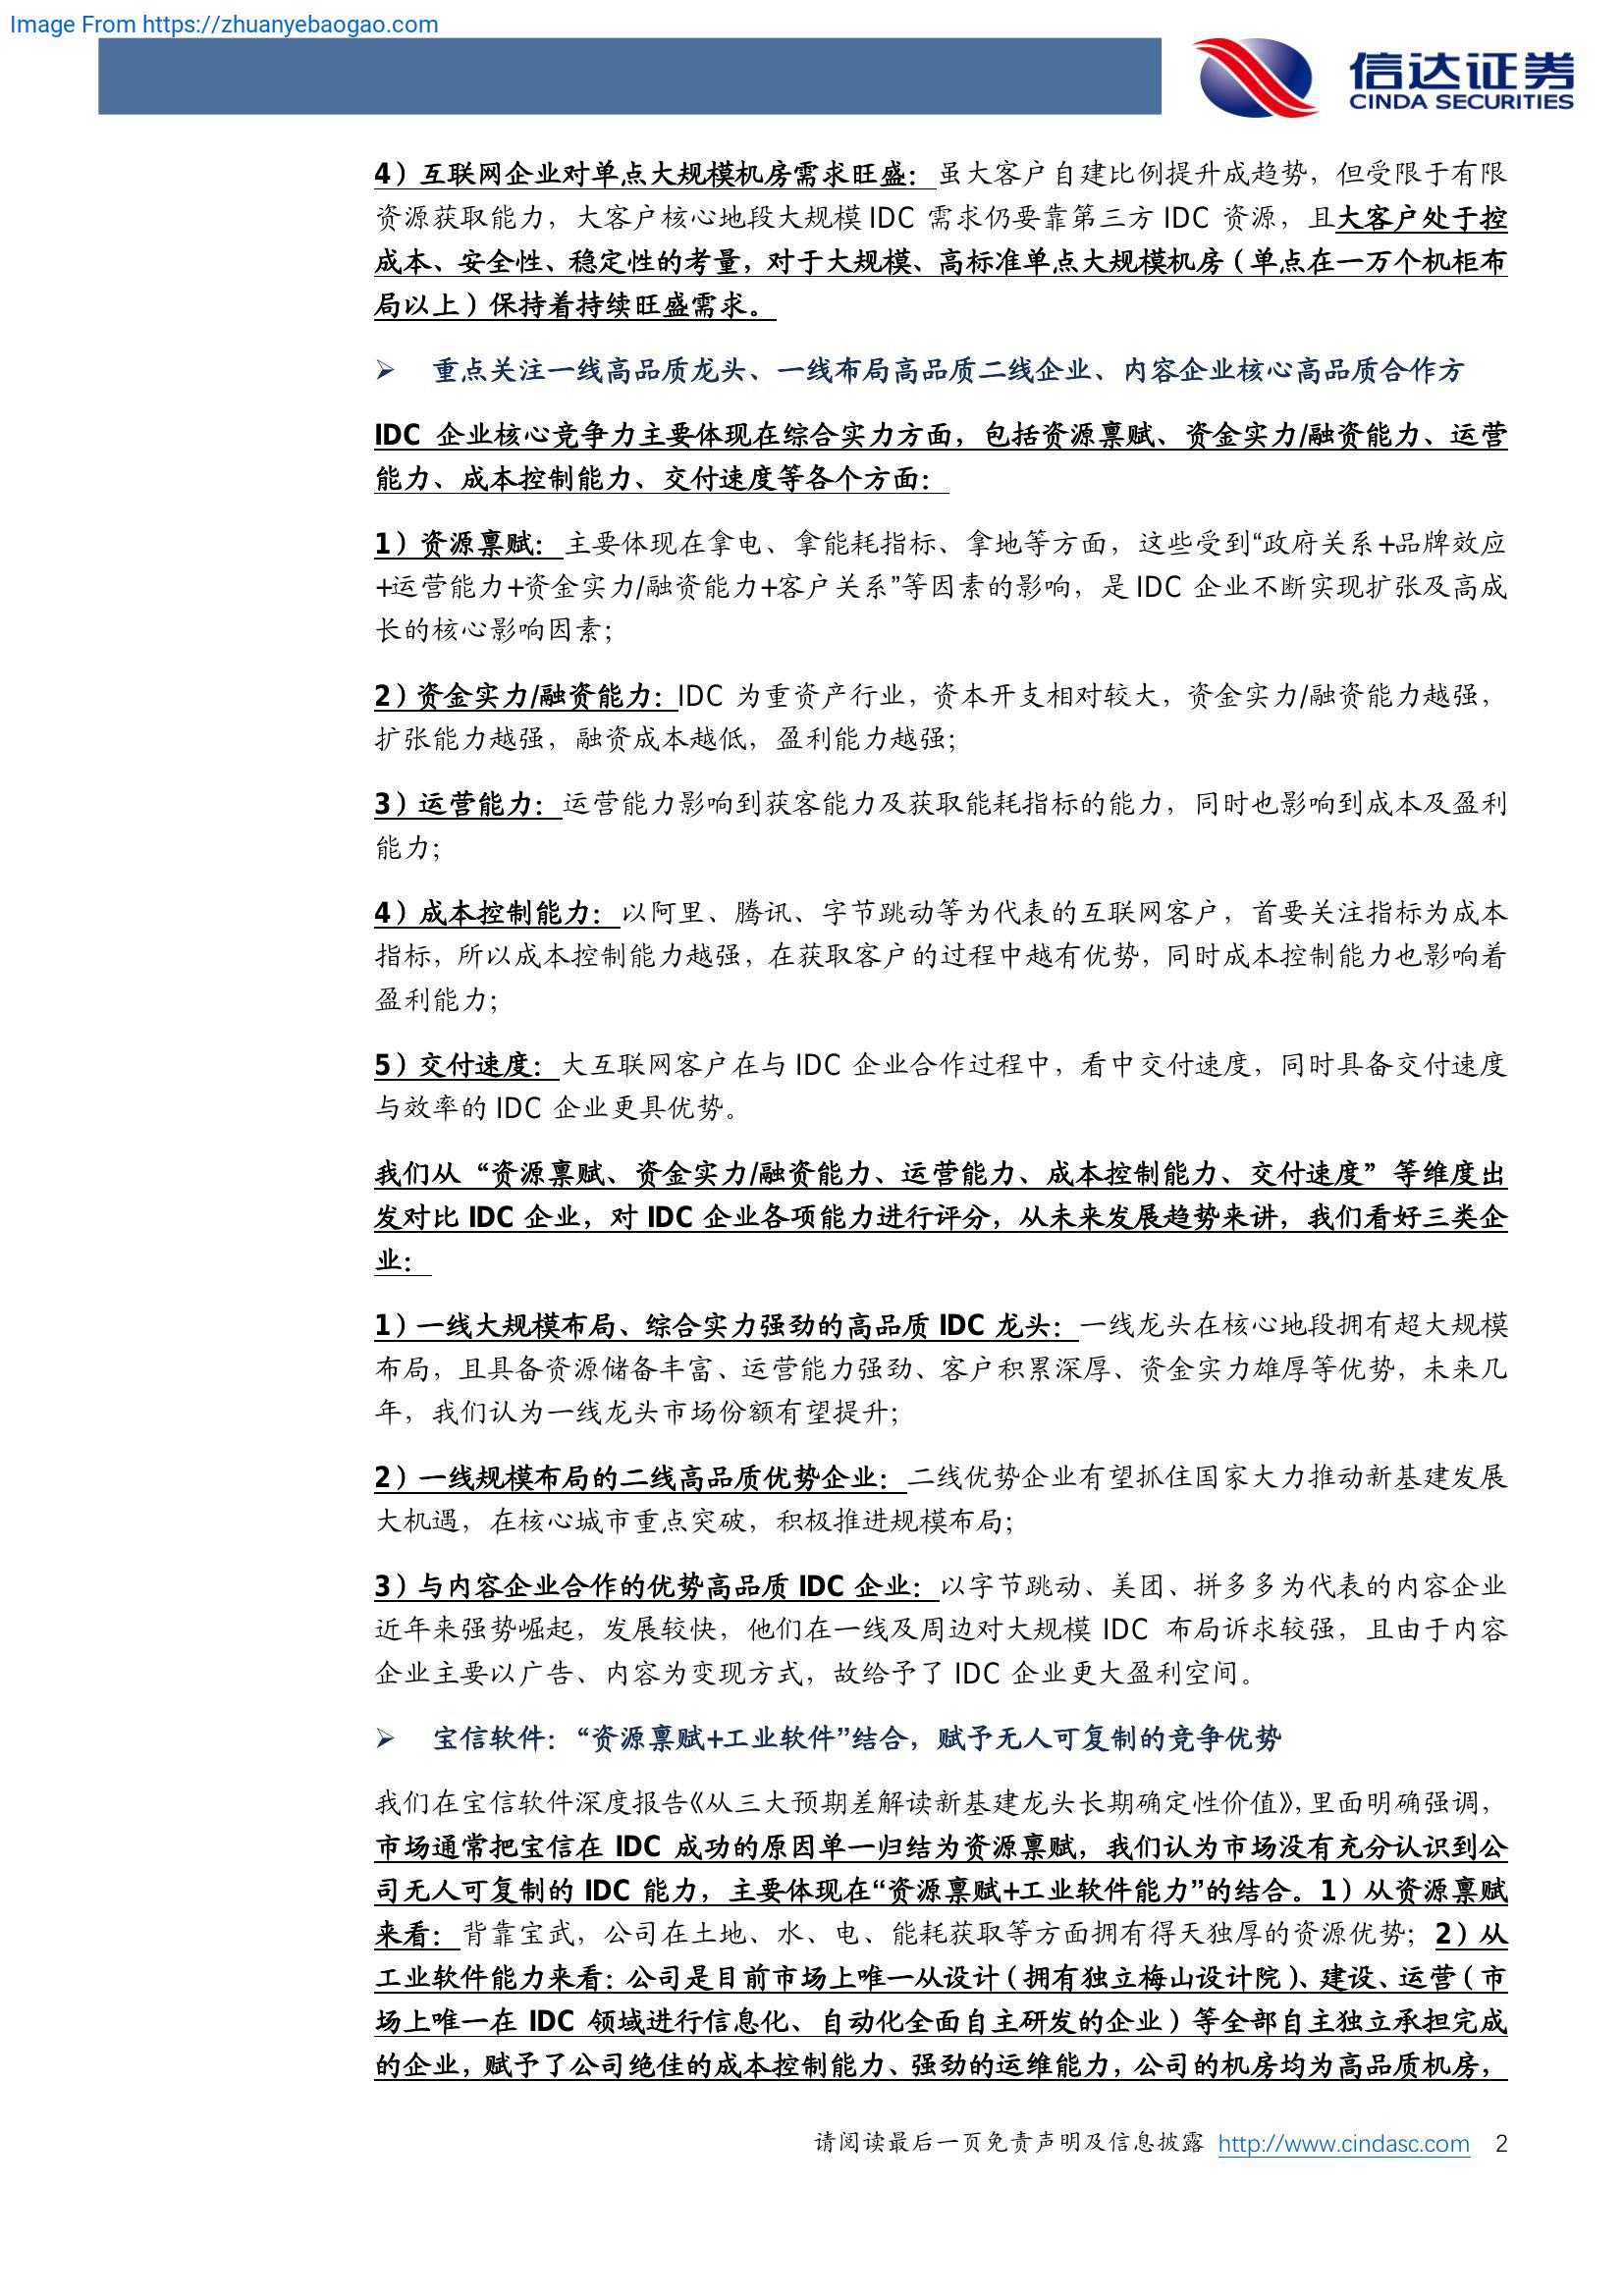 Image From https://zhuanyebaogao.com
信达证券
CINDA SECURITIES
4）互联网企业对单点大规模机房需求旺盛：虽大客户自建比例提升成趋势，但受限于有限
资源获取能力，大客户核心地段大规模 IDC 需求仍要靠第三方 IDC 资源，且大客户处于控
成本、安全性、稳定性的考量，对于大规模、高标准单点大规模机房（单点在一万个机柜布
局以上）保持着持续旺盛需求。
➢ 重点关注一线高品质龙头、一线布局高品质二线企业、内容企业核心高品质合作方
IDC 企业核心竞争力主要体现在综合实力方面，包括资源禀赋、资金实力/融资能力、运营
能力、成本控制能力、交付速度等各个方面：
1）资源禀赋：主要体现在拿电、拿能耗指标、拿地等方面，这些受到“政府关系+品牌效应
+运营能力+资金实力/融资能力+客户关系”等因素的影响，是 IDC 企业不断实现扩张及高成
长的核心影响因素；
2）资金实力/融资能力：IDC 为重资产行业，资本开支相对较大，资金实力/融资能力越强，
扩张能力越强，融资成本越低，盈利能力越强；
3）运营能力：运营能力影响到获客能力及获取能耗指标的能力，同时也影响到成本及盈利
能力；
4）成本控制能力：以阿里、腾讯、字节跳动等为代表的互联网客户，首要关注指标为成本
指标，所以成本控制能力越强，在获取客户的过程中越有优势，同时成本控制能力也影响着
盈利能力；
5）交付速度：大互联网客户在与 IDC 企业合作过程中，看中交付速度，同时具备交付速度
与效率的 IDC 企业更具优势。
我们从“资源禀赋、资金实力/融资能力、运营能力、成本控制能力、交付速度”等维度出
发对比 IDC 企业，对 IDC 企业各项能力进行评分，从未来发展趋势来讲，我们看好三类企
业：
1）一线大规模布局、综合实力强劲的高品质 IDC 龙头：一线龙头在核心地段拥有超大规模
布局，且具备资源储备丰富、运营能力强劲、客户积累深厚、资金实力雄厚等优势，未来几
年，我们认为一线龙头市场份额有望提升；
2）一线规模布局的二线高品质优势企业：二线优势企业有望抓住国家大力推动新基建发展
大机遇，在核心城市重点突破，积极推进规模布局；
3）与内容企业合作的优势高品质 IDC 企业：以字节跳动、美团、拼多多为代表的内容企业
近年来强势崛起，发展较快，他们在一线及周边对大规模 IDC 布局诉求较强，且由于内容
企业主要以广告、内容为变现方式，故给予了 IDC 企业更大盈利空间。
➢ 宝信软件：“资源禀赋+工业软件”结合，赋予无人可复制的竞争优势
我们在宝信软件深度报告《从三大预期差解读新基建龙头长期确定性价值》，里面明确强调，
市场通常把宝信在 IDC 成功的原因单一归结为资源禀赋，我们认为市场没有充分认识到公
司无人可复制的 IDC 能力，主要体现在“资源禀赋+工业软件能力”的结合。1）从资源禀赋
来看：背靠宝武，公司在土地、水、电、能耗获取等方面拥有得天独厚的资源优势；2）从
工业软件能力来看：公司是目前市场上唯一从设计（拥有独立梅山设计院）、建设、运营（市
场上唯一在 IDC 领域进行信息化、自动化全面自主研发的企业）等全部自主独立承担完成
的企业，赋予了公司绝佳的成本控制能力、强劲的运维能力，公司的机房均为高品质机房，
请阅读最后一页免责声明及信息披露 http://www.cindasc.com 2